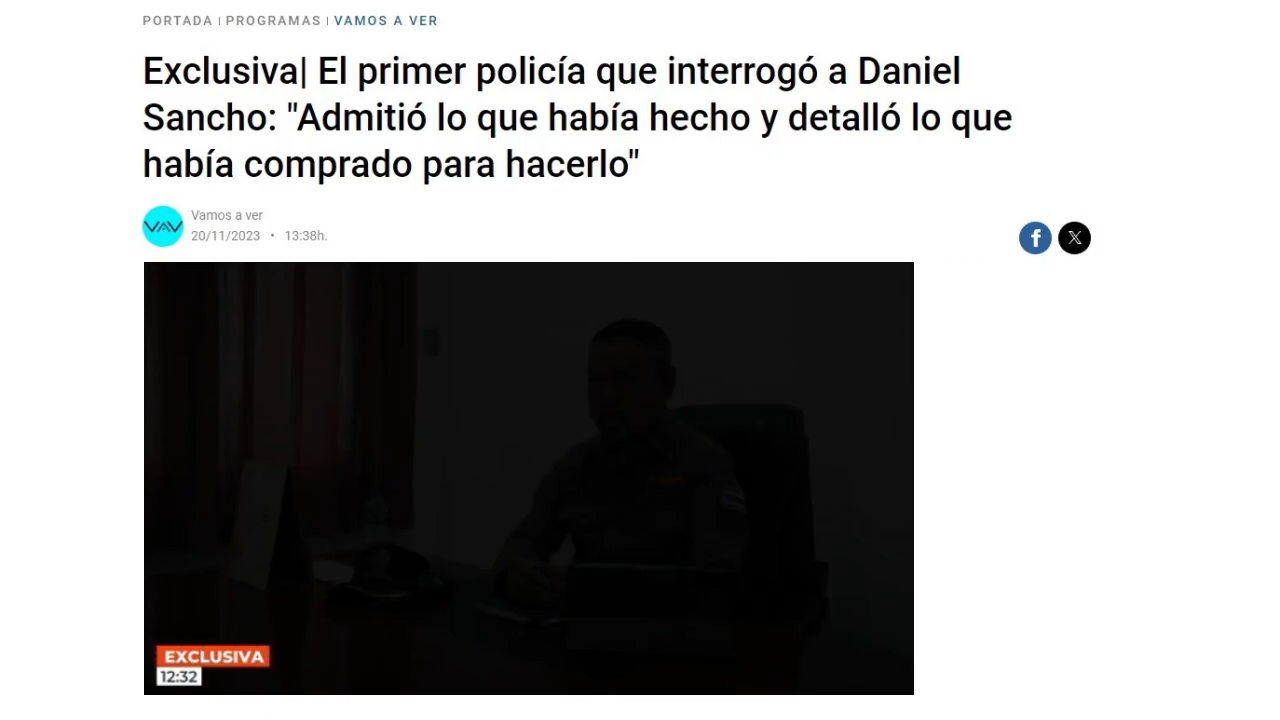 PORTADA | PROGRAMAS | VAMOS A VER
Exclusiva| El primer policía que interrogó a Daniel
Sancho: "Admitió lo que había hecho y detalló lo que
había comprado para hacerlo"
VAV
Vamos a ver
20/11/2023 • 13:38h.
f X
EXCLUSIVA
12:32